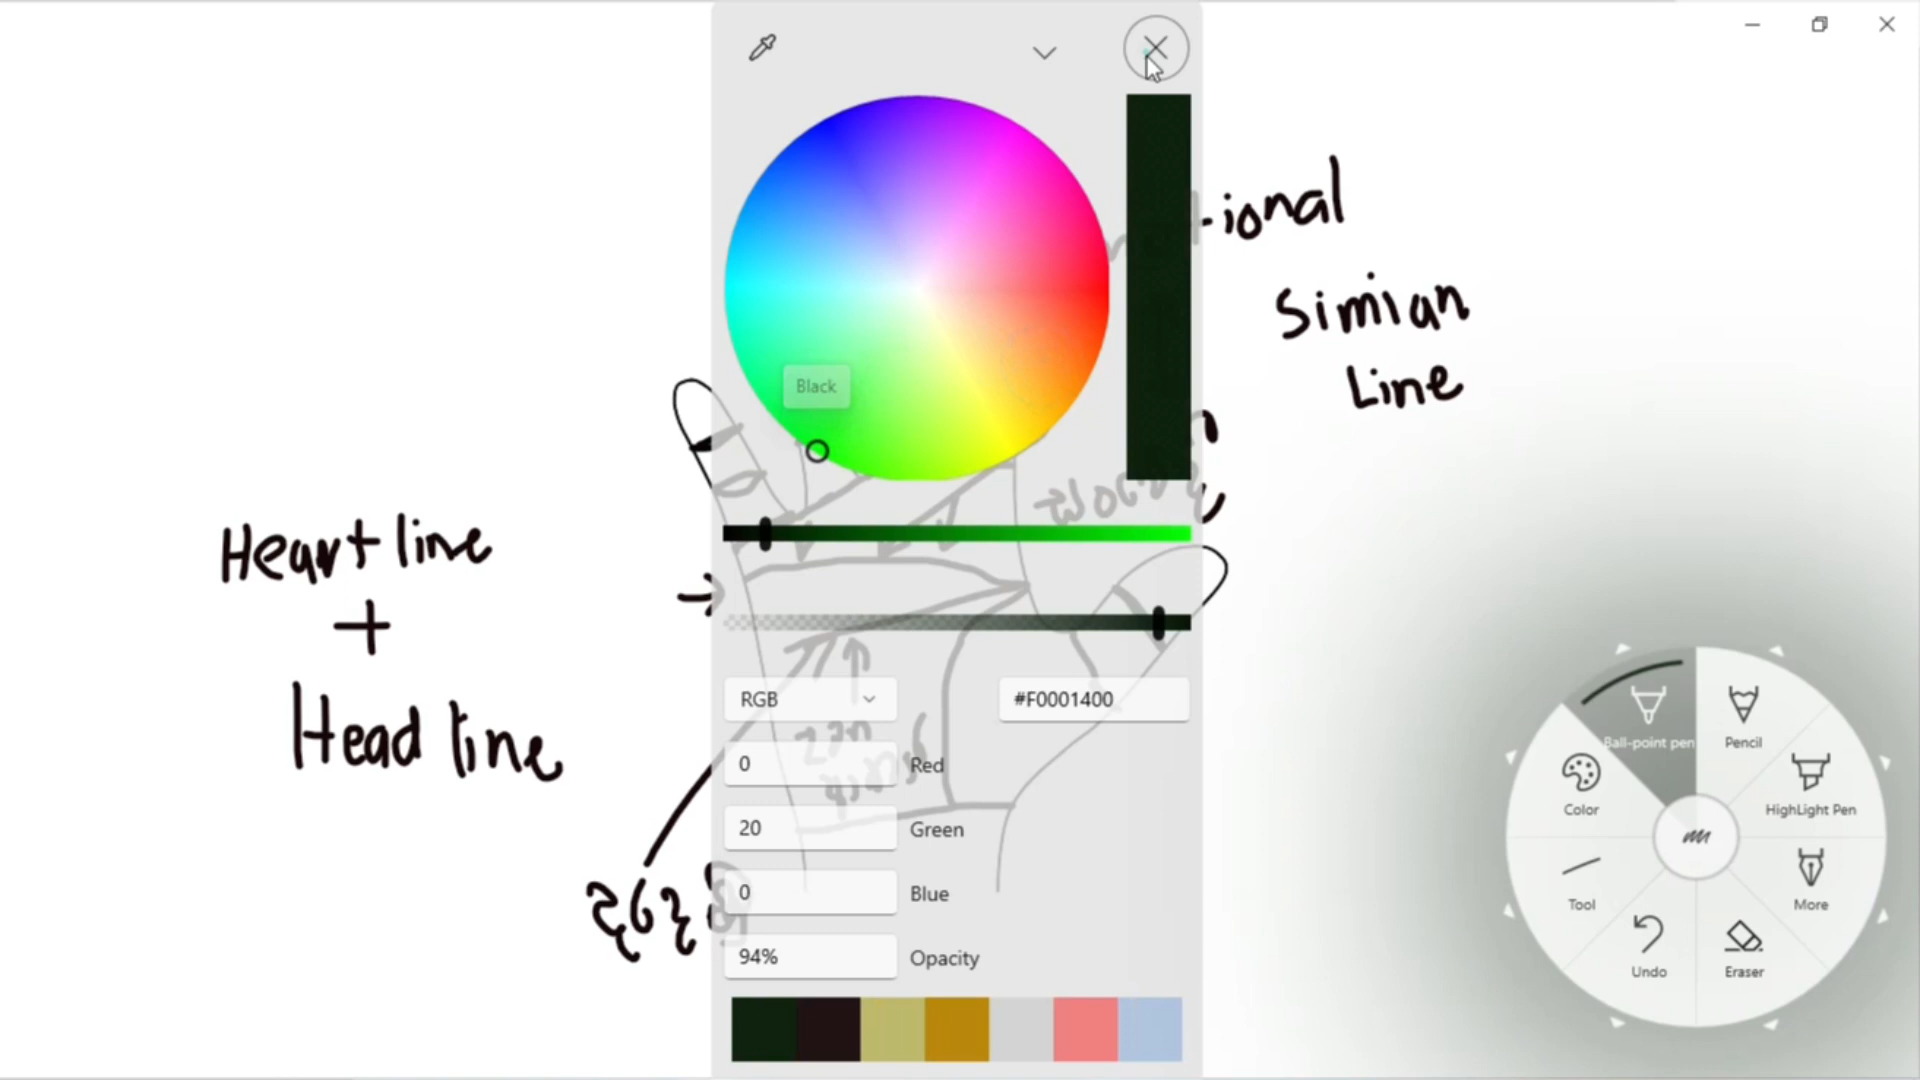 -ional
Simian
Line
Black
Heart line
+
Head line
RGB
#F0001400
0 Red
20 Green
0 Blue
94% Opacity
Ball-point pen
Pencil
Color
HighLight Pen
Tool
More
Undo
Eraser